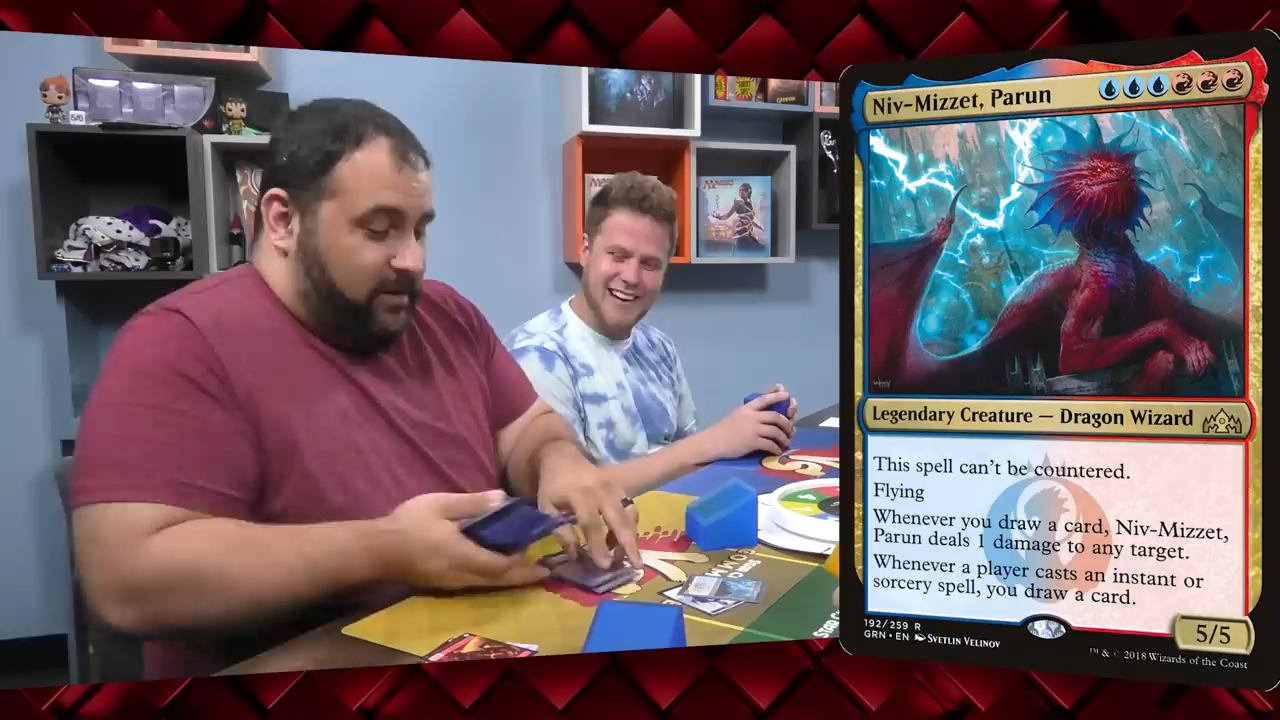 Niv-Mizzet, Parun
Legendary Creature — Dragon Wizard
This spell can't be countered.
Flying
Whenever you draw a card, Niv-Mizzet,
Parun deals 1 damage to any target.
Whenever a player casts an instant or
sorcery spell, you draw a card.
5/5
192/259 R
GRN • EN Svetlin Velinov
™ & © 2018 Wizards of the Coast
MAGIC